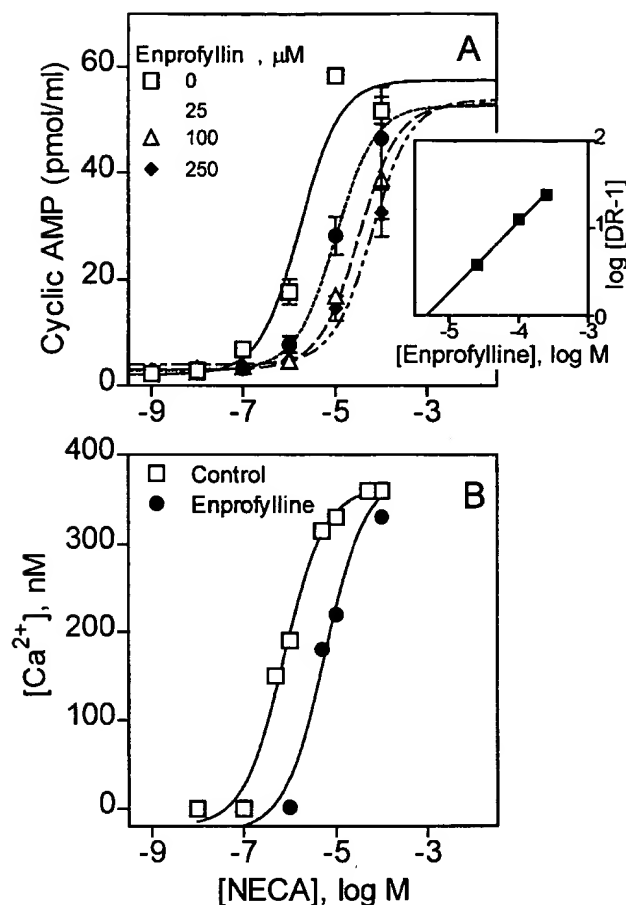 A
Enprofyllin , μM
0
25
100
250
Cyclic AMP (pmol/ml)
60
40
20
0
-9 -7 -5 -3
2
1
0
log [DR-1]
-5 -4 -3
[Enprofylline], log M
B
Control
Enprofylline
[Ca2+], nM
400
300
200
100
0
-9 -7 -5 -3
[NECA], log M